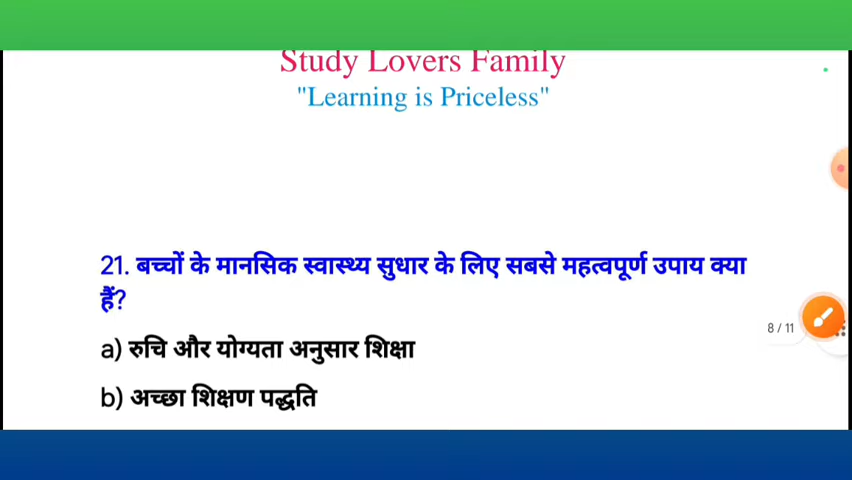 Study Lovers Family
"Learning is Priceless"
21. बच्चों के मानसिक स्वास्थ्य सुधार के लिए सबसे महत्वपूर्ण उपाय क्या
हैं?
8 / 11
a) रुचि और योग्यता अनुसार शिक्षा
b) अच्छा शिक्षण पद्धति